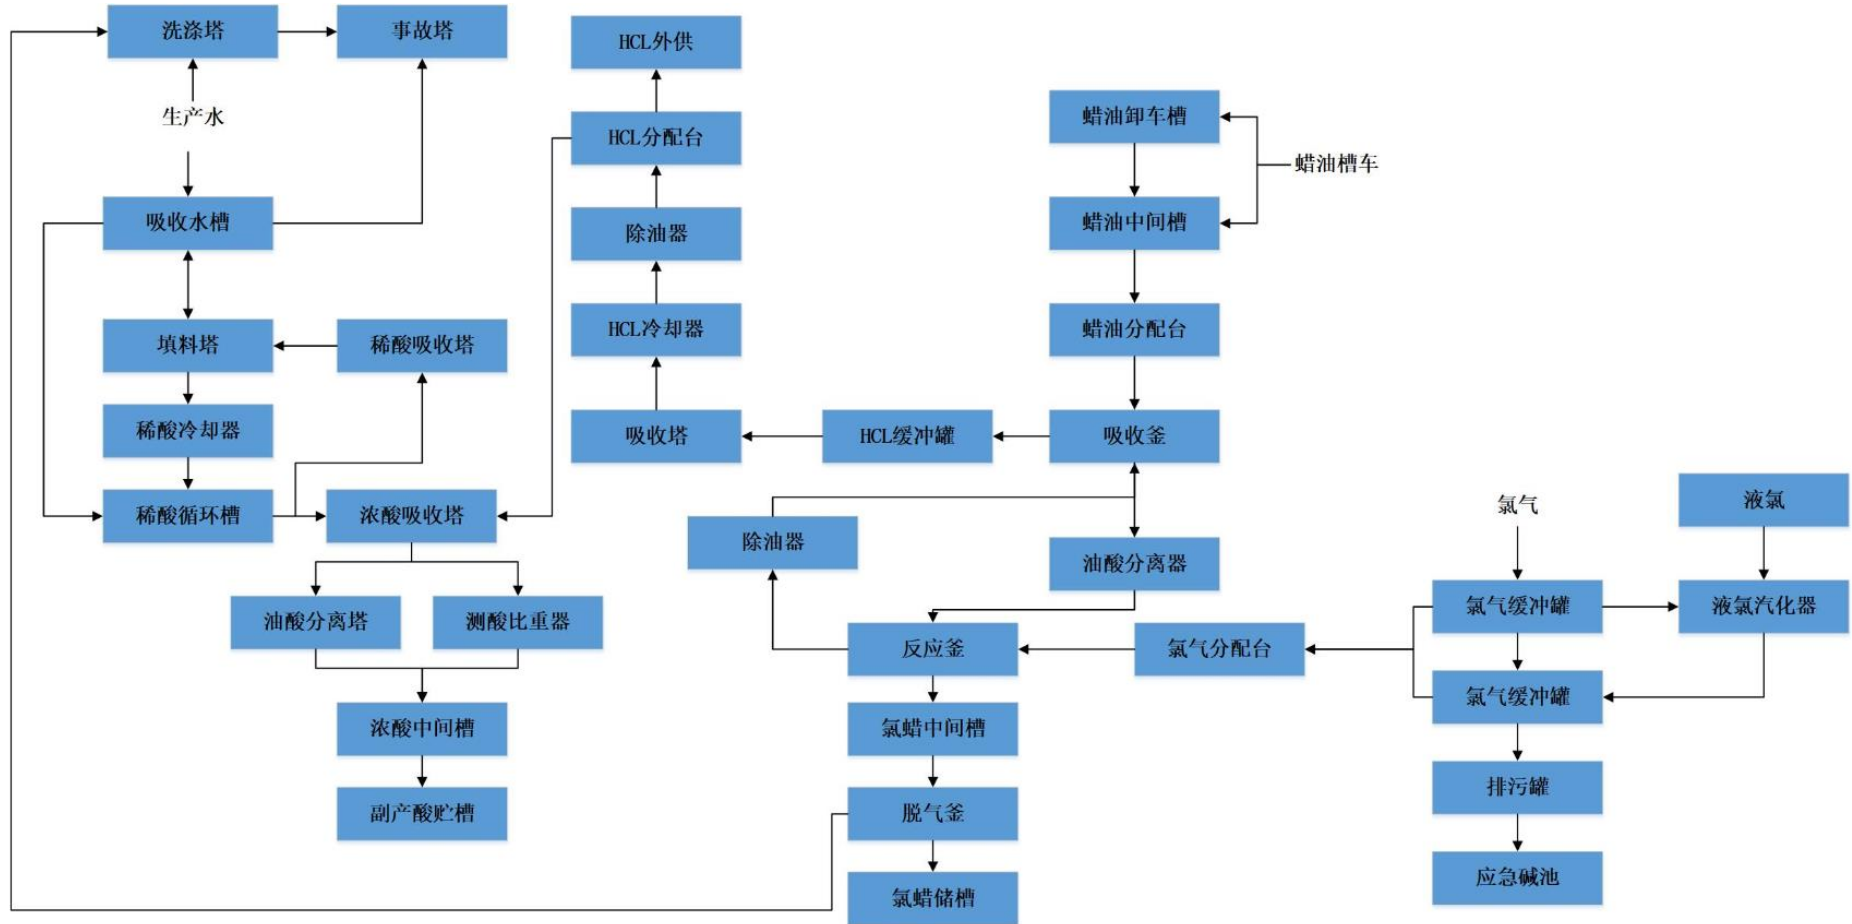 洗涤塔
事故塔
HCL外供
蜡油卸车槽
生产水
HCL分配台
蜡油槽车
吸收水槽
除油器
蜡油中间槽
填料塔
稀酸吸收塔
HCL冷却器
蜡油分配台
稀酸冷却器
吸收塔
HCL缓冲罐
吸收釜
稀酸循环槽
浓酸吸收塔
除油器
氯气
液氯
油酸分离器
油酸分离塔
测酸比重器
氯气缓冲罐
液氯汽化器
反应釜
氯气分配台
氯气缓冲罐
浓酸中间槽
氯蜡中间槽
排污罐
副产酸贮槽
脱气釜
氯蜡储槽
应急碱池